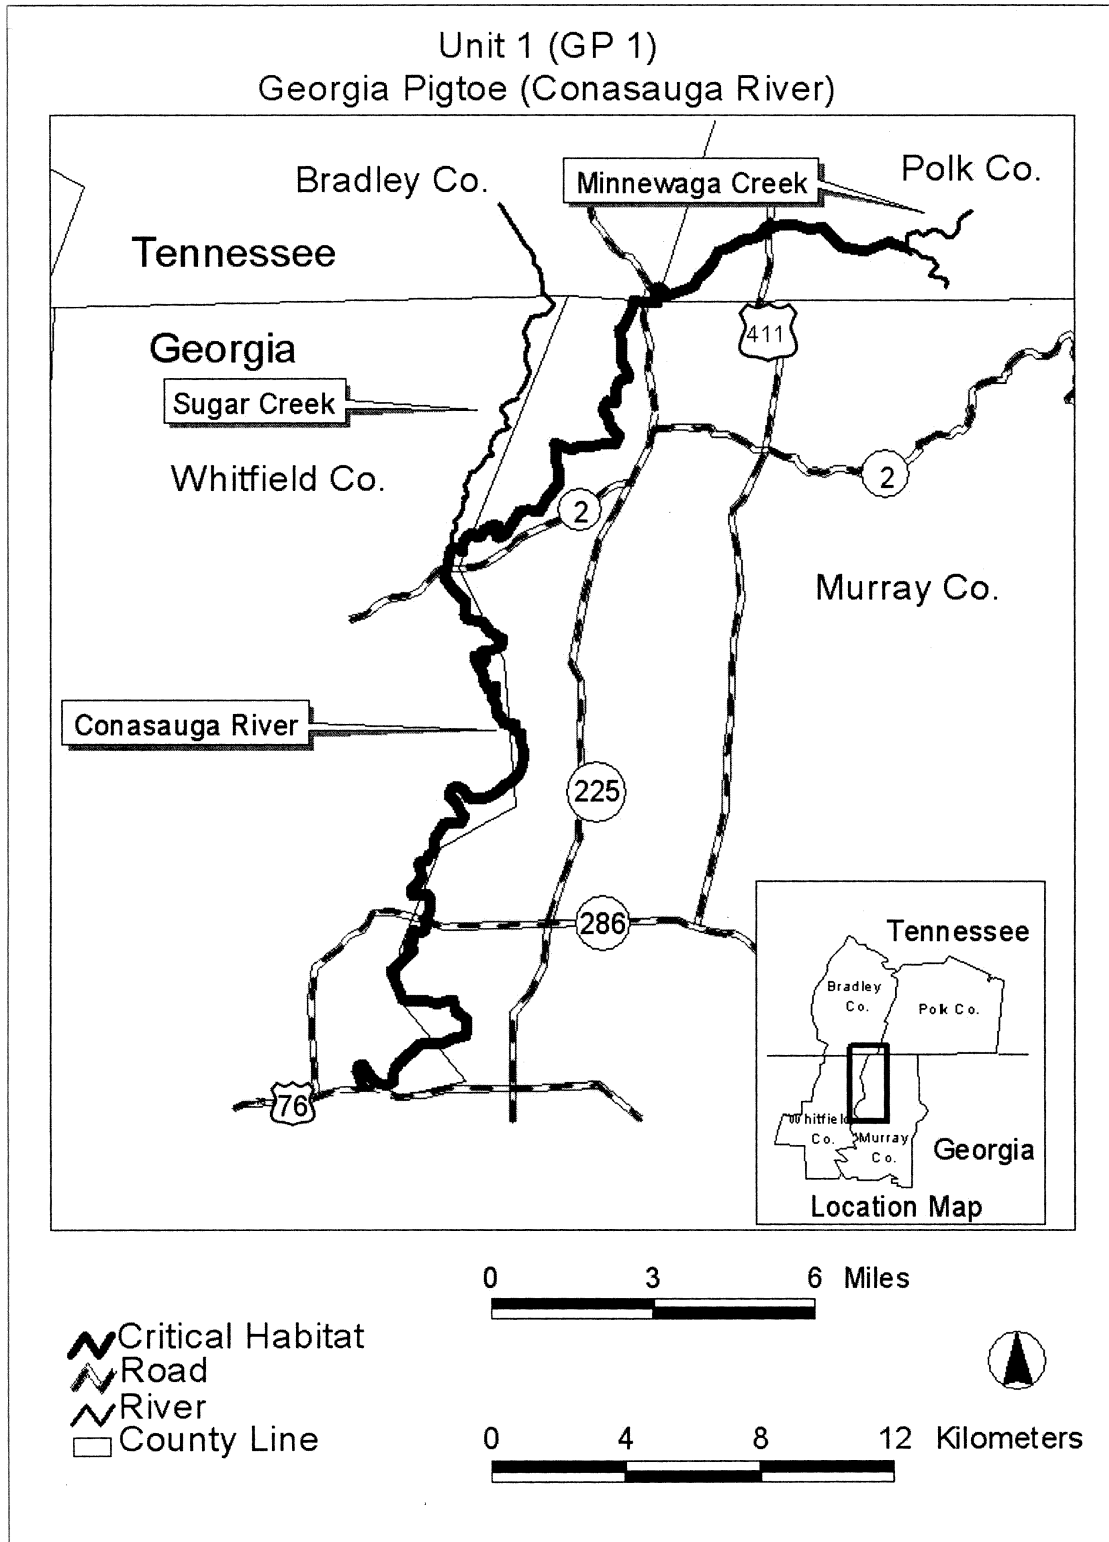 Unit 1 (GP 1)
Georgia Pigtoe (Conasauga River)
Bradley Co.
Minnewaga Creek
Polk Co.
Tennessee
411
Georgia
Sugar Creek
Whitfield Co.
2
2
Murray Co.
Conasauga River
225
286
76
Tennessee
Bradley
Co.
Polk Co.
Whitfield
Co.
Murray
Co.
Georgia
Location Map
0 3 6 Miles
Critical Habitat
Road
River
County Line
0 4 8 12 Kilometers